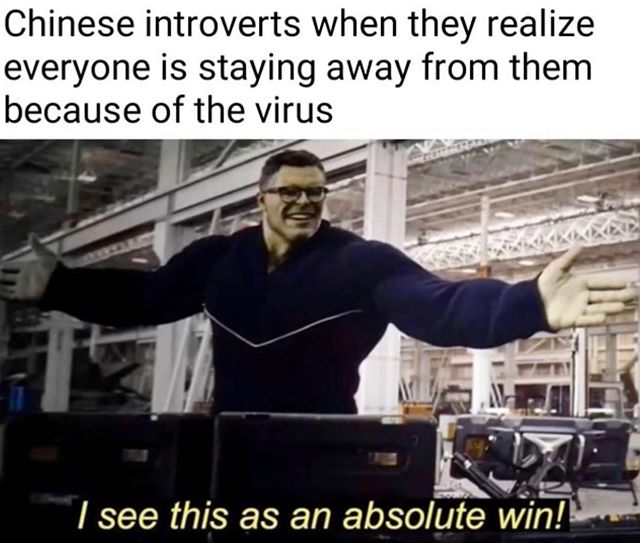 Chinese introverts when they realize
everyone is staying away from them
because of the virus
I see this as an absolute win!